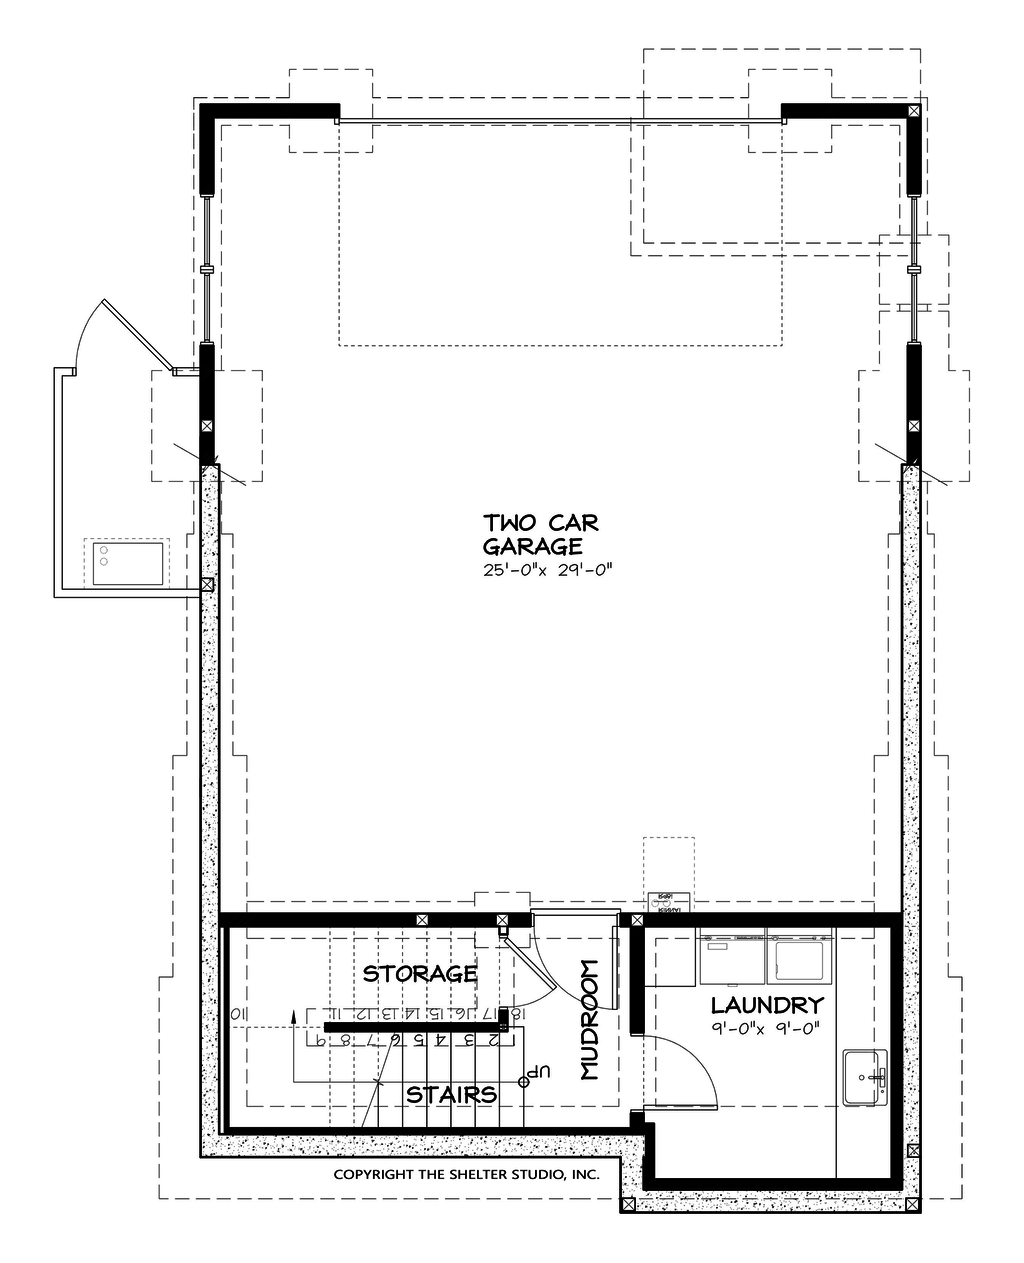 TWO CAR
GARAGE
25'-0"x 29'-0"
STORAGE
MUDROOM
LAUNDRY
9'-0"x 9'-0"
10 11 12 13 14 15 16 17 18
9 8 7 6 5 4 3 2
UP
STAIRS
COPYRIGHT THE SHELTER STUDIO, INC.